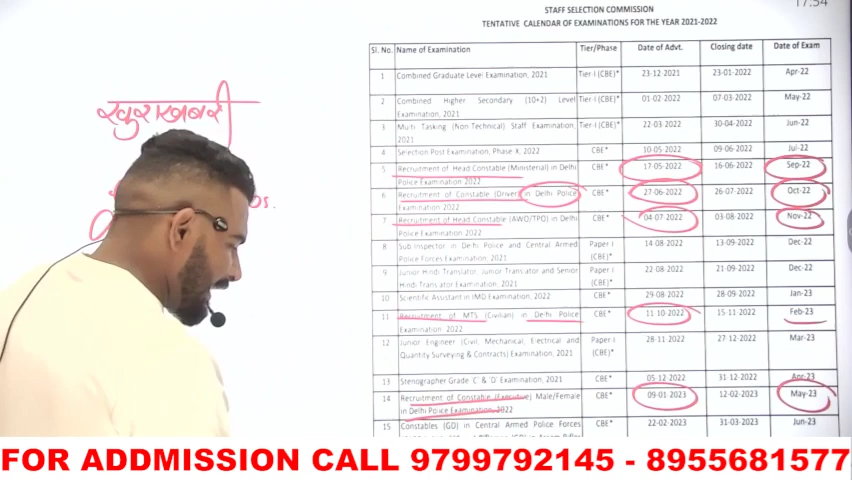 17:54
STAFF SELECTION COMMISSION
TENTATIVE CALENDAR OF EXAMINATIONS FOR THE YEAR 2021-2022
खुशखबरी
Sl. No. Name of Examination Tier/Phase Date of Advt. Closing date Date of Exam
1 Combined Graduate Level Examination, 2021 Tier-I (CBE)* 23-12-2021 23-01-2022 Apr-22
2 Combined Higher Secondary (10+2) Level Examination, 2021 Tier-I (CBE)* 01-02-2022 07-03-2022 May-22
3 Multi Tasking (Non-Technical) Staff Examination, 2021 Tier-I (CBE)* 22-03-2022 30-04-2022 Jun-22
4 Selection Post Examination, Phase X, 2022 CBE* 10-05-2022 09-06-2022 Jul-22
5 Recruitment of Head Constable (Ministerial) in Delhi Police Examination 2022 CBE* 17-05-2022 16-06-2022 Sep-22
6 Recruitment of Constable (Driver) in Delhi Police Examination 2022 CBE* 27-06-2022 26-07-2022 Oct-22
7 Recruitment of Head Constable (AWO/TPO) in Delhi Police Examination 2022 CBE* 04-07-2022 03-08-2022 Nov-22
8 Sub Inspector in Delhi Police and Central Armed Police Forces Examination, 2021 Paper I (CBE)* 14-08-2022 13-09-2022 Dec-22
9 Junior Hindi Translator, Junior Translator and Senior Hindi Translator Examination, 2021 Paper I (CBE)* 22-08-2022 21-09-2022 Dec-22
10 Scientific Assistant in IMD Examination, 2022 CBE* 29-08-2022 28-09-2022 Jan-23
11 Recruitment of MTS (Civilian) in Delhi Police Examination 2022 CBE* 11-10-2022 15-11-2022 Feb-23
12 Junior Engineer (Civil, Mechanical, Electrical and Quantity Surveying & Contracts) Examination, 2021 Paper I (CBE)* 28-11-2022 27-12-2022 Mar-23
13 Stenographer Grade 'C' & 'D' Examination, 2021 CBE* 05-12-2022 31-12-2022 Apr-23
14 Recruitment of Constable (Executive) Male/Female in Delhi Police Examination 2022 CBE* 09-01-2023 12-02-2023 May-23
15 Constables (GD) in Central Armed Police Forces CBE* 22-02-2023 31-03-2023 Jun-23
FOR ADDMISSION CALL 9799792145 - 8955681577